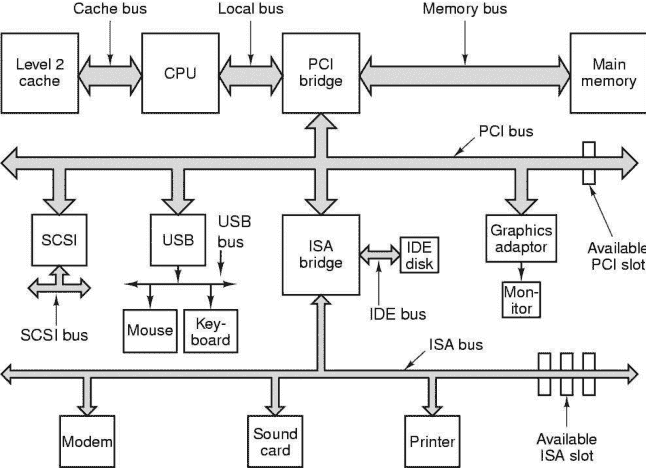 Cache bus
Local bus
Memory bus
Level 2
cache
CPU
PCI
bridge
Main
memory
PCI bus
SCSI
USB
USB
bus
ISA
bridge
IDE
disk
Graphics
adaptor
Available
PCI slot
SCSI bus
Mouse
Key-
board
IDE bus
Mon-
itor
ISA bus
Modem
Sound
card
Printer
Available
ISA slot